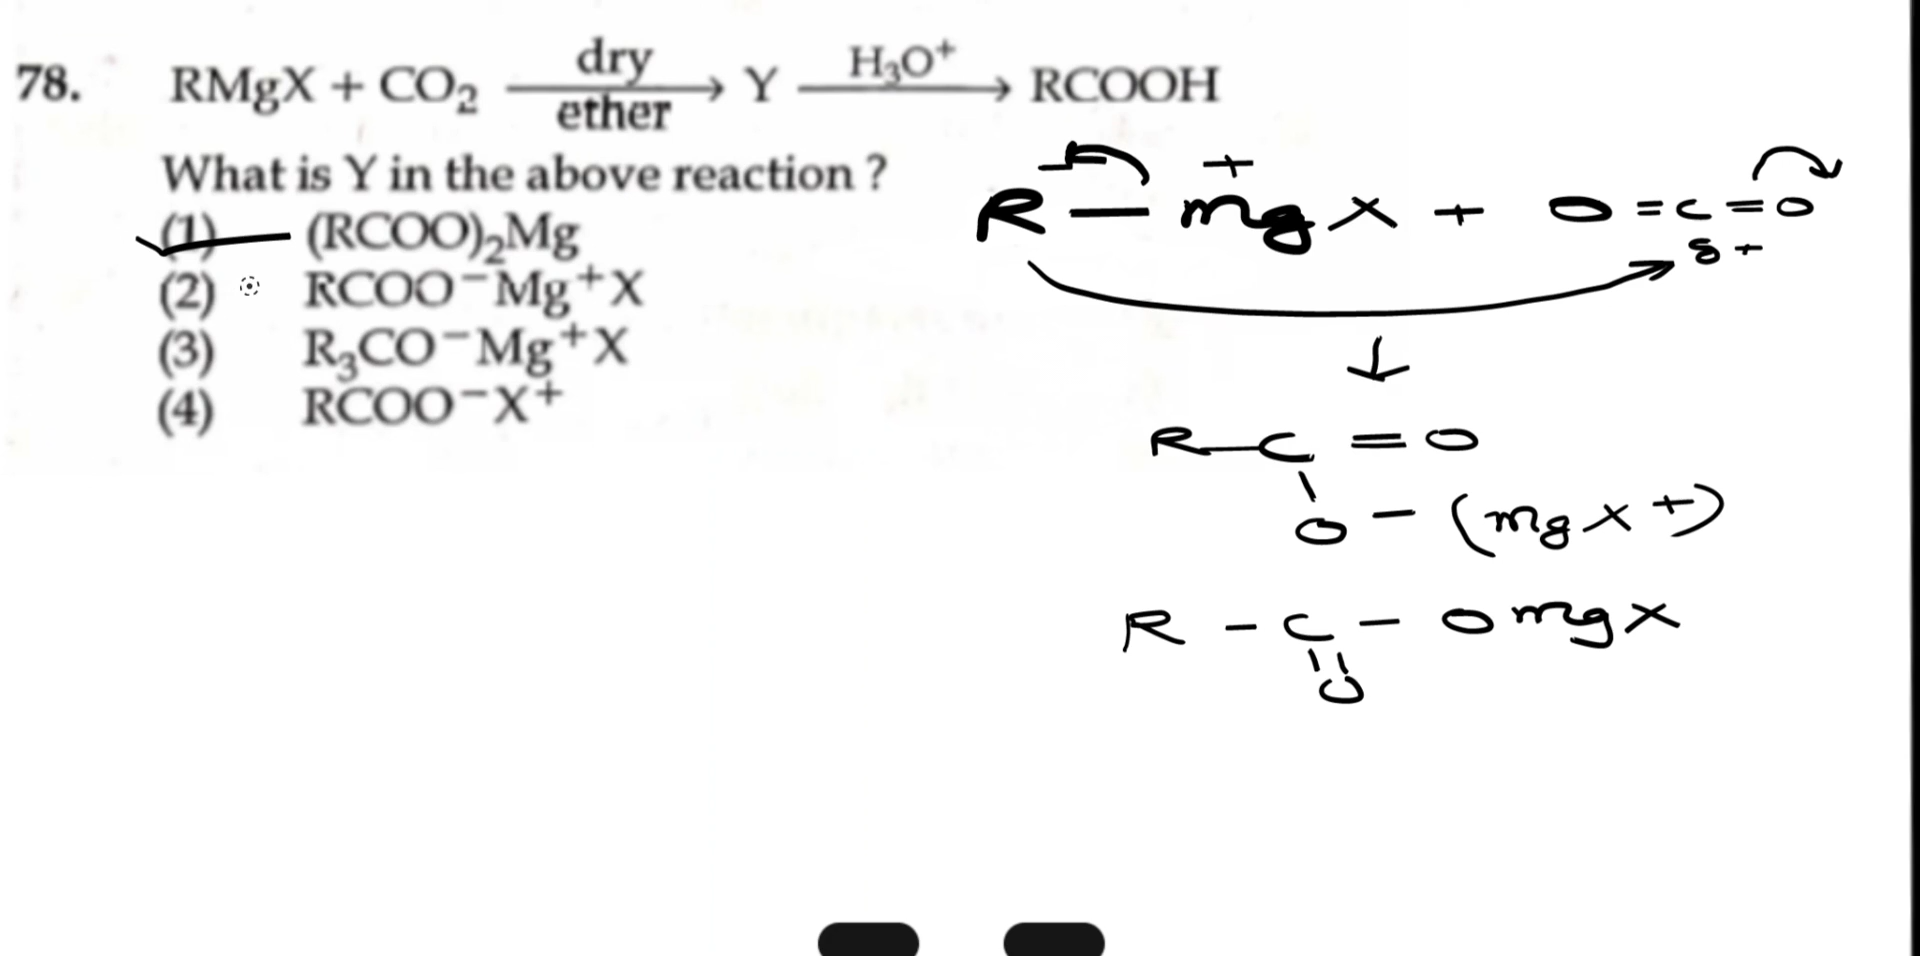 78. RMgX + CO₂ dry ether → Y H₃O⁺ → RCOOH
What is Y in the above reaction ?
(1) (RCOO)₂Mg
(2) RCOO⁻Mg⁺X
(3) R₃CO⁻Mg⁺X
(4) RCOO⁻X⁺
− +
R — mgX + O = C = O
δ+
R — C = O
O − (mgX+)
R − C − OmgX
O